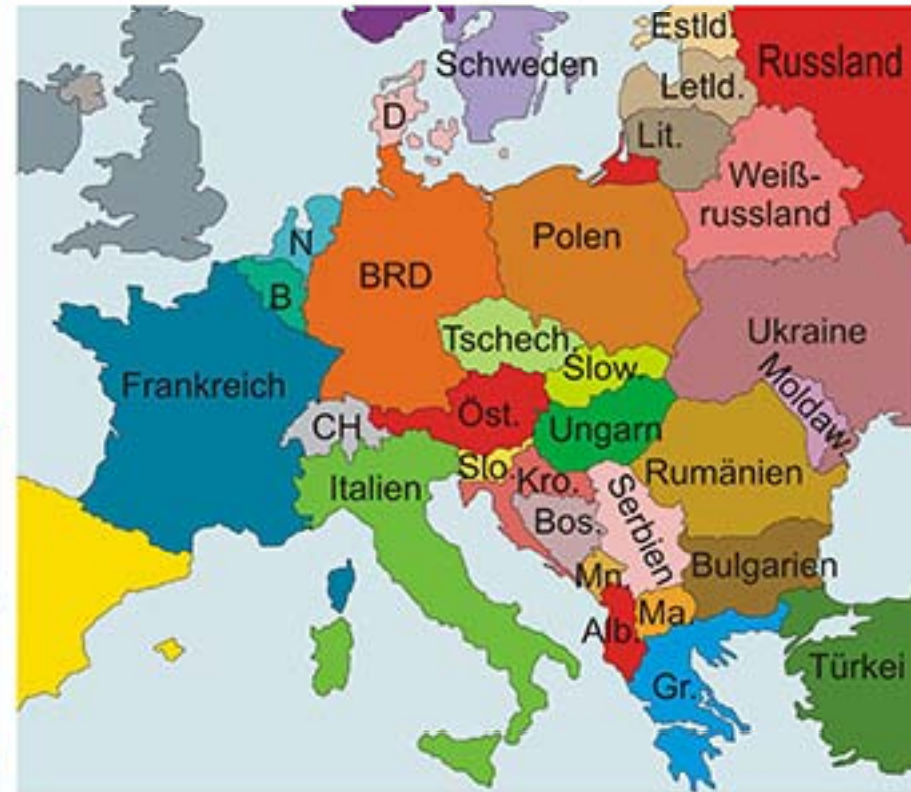 Estld.
Schweden
Russland
Letld.
D
Lit.
Weiß-
russland
N
Polen
BRD
B
Ukraine
Tschech.
Slow.
Moldaw.
Frankreich
CH
Öst.
Ungarn
Slo.
Rumänien
Italien
Kro.
Serbien
Bos.
Bulgarien
Mn.
Ma.
Alb.
Türkei
Gr.